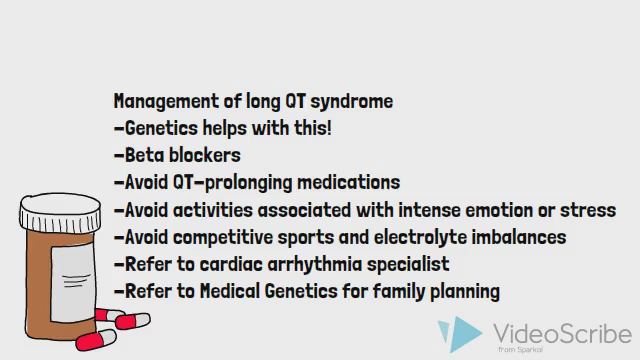 Management of long QT syndrome
-Genetics helps with this!
-Beta blockers
-Avoid QT-prolonging medications
-Avoid activities associated with intense emotion or stress
-Avoid competitive sports and electrolyte imbalances
-Refer to cardiac arrhythmia specialist
-Refer to Medical Genetics for family planning
VideoScribe
from Sparkol